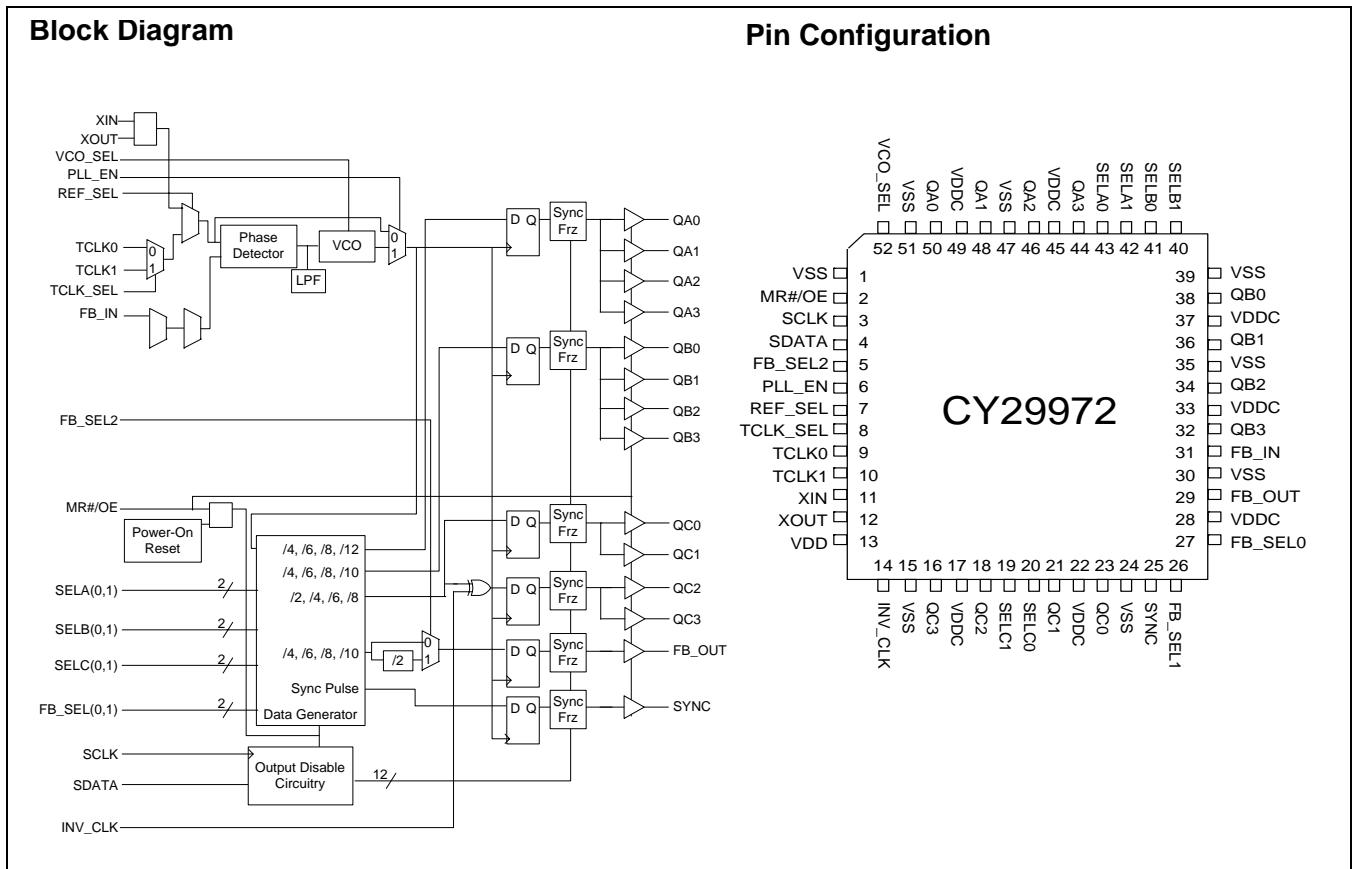 Block Diagram
XIN
XOUT
VCO_SEL
PLL_EN
REF_SEL
TCLK0
TCLK1
TCLK_SEL
FB_IN
0
1
Phase
Detector
LPF
VCO
0
1
D Q
Sync
Frz
QA0
QA1
QA2
QA3
D Q
Sync
Frz
QB0
QB1
QB2
QB3
FB_SEL2
MR#/OE
Power-On
Reset
SELA(0,1)
2
SELB(0,1)
2
SELC(0,1)
2
FB_SEL(0,1)
2
/4, /6, /8, /12
/4, /6, /8, /10
/2, /4, /6, /8
/4, /6, /8, /10
/2
0
1
Sync Pulse
Data Generator
D Q
Sync
Frz
QC0
QC1
D Q
Sync
Frz
QC2
QC3
D Q
Sync
Frz
FB_OUT
D Q
Sync
Frz
SYNC
SCLK
SDATA
Output Disable
Circuitry
12
INV_CLK
Pin Configuration
VCO_SEL
VSS
QA0
VDDC
QA1
VSS
QA2
VDDC
QA3
SELA0
SELA1
SELB0
SELB1
52 51 50 49 48 47 46 45 44 43 42 41 40
VSS 1
MR#/OE 2
SCLK 3
SDATA 4
FB_SEL2 5
PLL_EN 6
REF_SEL 7
TCLK_SEL 8
TCLK0 9
TCLK1 10
XIN 11
XOUT 12
VDD 13
CY29972
39 VSS
38 QB0
37 VDDC
36 QB1
35 VSS
34 QB2
33 VDDC
32 QB3
31 FB_IN
30 VSS
29 FB_OUT
28 VDDC
27 FB_SEL0
14 15 16 17 18 19 20 21 22 23 24 25 26
INV_CLK
VSS
QC3
VDDC
QC2
SELC1
SELC0
QC1
VDDC
QC0
VSS
SYNC
FB_SEL1